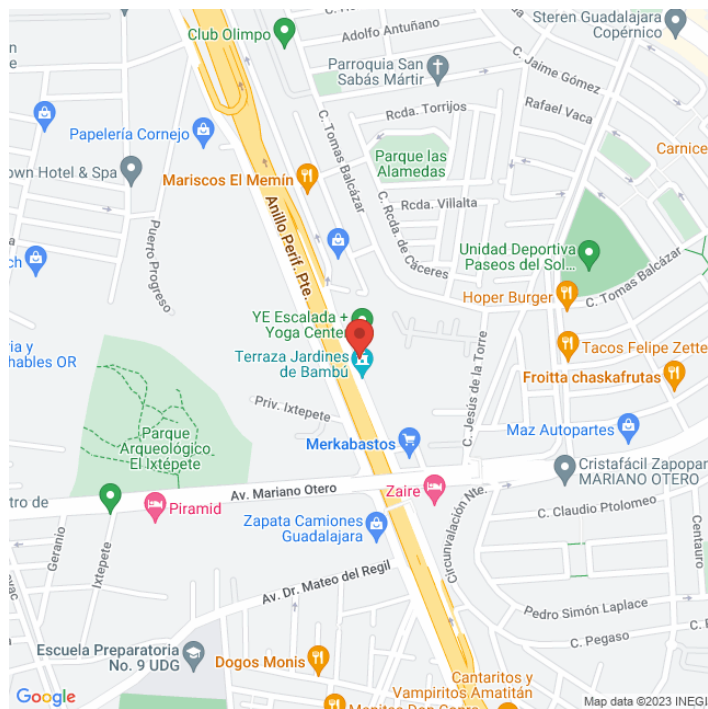 Steren Guadalajara
Copérnico
Adolfo Antuñano
Club Olimpo
C. Jaime Gómez
Parroquia San
Sabás Mártir
Rcda. Torrijos
Rafael Vaca
C. Tomas Balcázar
Papelería Cornejo
Parque las
Alamedas
Carnice
own Hotel & Spa
Mariscos El Memín
Rcda. Villalta
Anillo Perif. Pte.
C. Rcda. de Cáceres
Puerto Progreso
Unidad Deportiva
Paseos del Sol...
C. Tomas Balcázar
ch
Hoper Burger
YE Escalada +
Yoga Center
Terraza Jardines
de Bambú
ria y
hables OR
Tacos Felipe Zette
Froitta chaskafrutas
C. Jesús de la Torre
Priv. Ixtepete
Parque
Arqueológico
El Ixtépete
Merkabastos
Maz Autopartes
Cristafácil Zapopan
MARIANO OTERO
Av. Mariano Otero
Zaire
tro de
Piramid
Circunvalación Nte.
C. Claudio Ptolomeo
Zapata Camiones
Guadalajara
Geranio
Ixtepete
Centauro
Av. Dr. Mateo del Regil
Pedro Simón Laplace
C. Pegaso
Escuela Preparatoria
No. 9 UDG
Dogos Monis
Cantaritos y
Vampiritos Amatitán
Google
Map data ©2023 INEGI